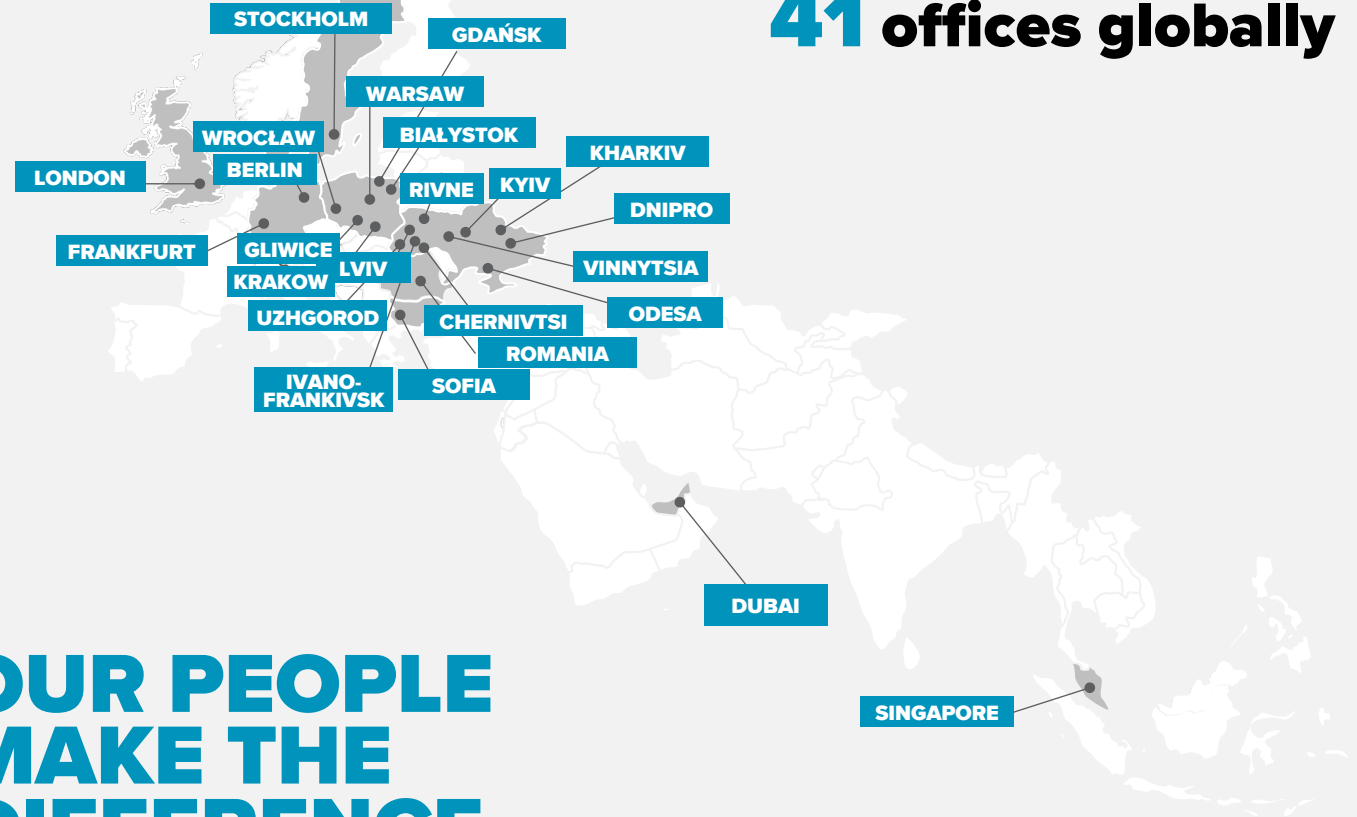 41 offices globally
STOCKHOLM
GDAŃSK
WARSAW
BIAŁYSTOK
WROCŁAW
KHARKIV
BERLIN
LONDON
RIVNE
KYIV
DNIPRO
FRANKFURT
GLIWICE
LVIV
VINNYTSIA
KRAKOW
UZHGOROD
CHERNIVTSI
ODESA
ROMANIA
IVANO-
FRANKIVSK
SOFIA
DUBAI
SINGAPORE
OUR PEOPLE
MAKE THE
DIFFERENCE